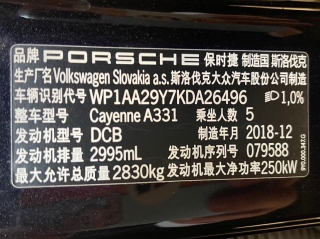 品牌 PORSCHE 保时捷 制造国 斯洛伐克
生产厂名 Volkswagen Slovakia a.s. 斯洛伐克大众汽车股份公司制造
车辆识别代号 WP1AA29Y7KDA26496 1,0%
整车型号 Cayenne A331 乘坐人数 5
发动机型号 DCB 制造年月 2018-12
发动机排量 2995mL 发动机序列号 079588
最大允许总质量 2830kg 发动机最大净功率 250kW